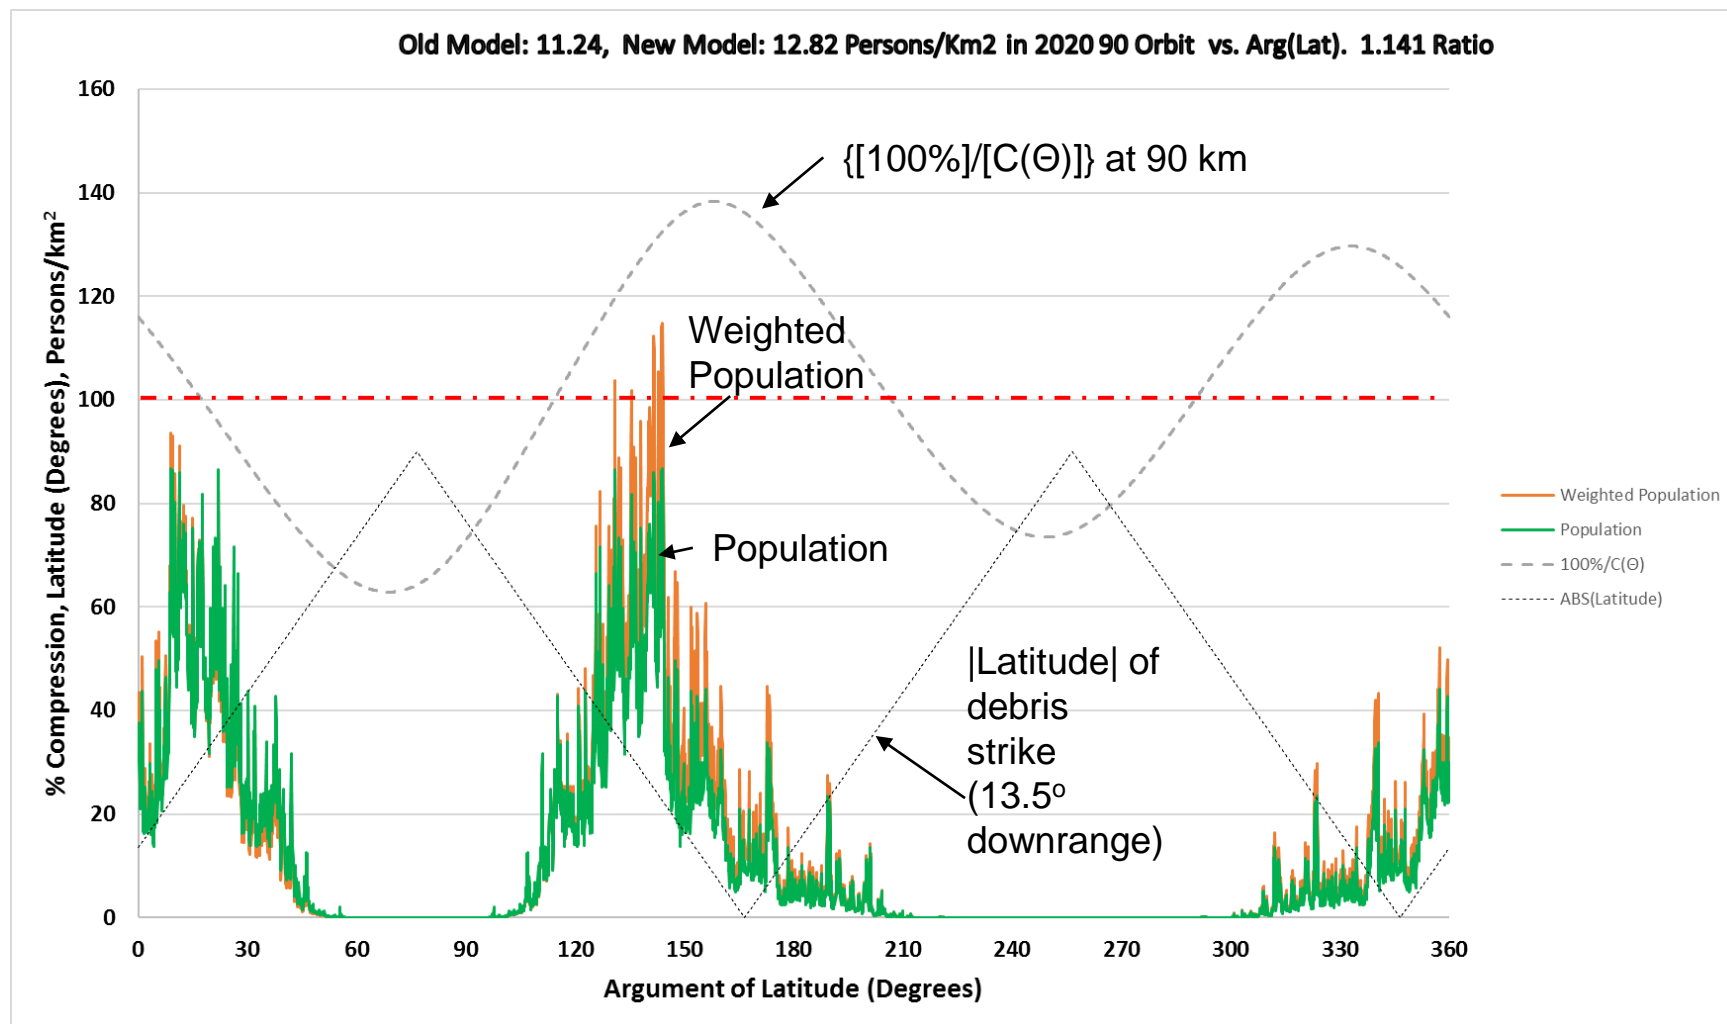 Old Model: 11.24, New Model: 12.82 Persons/Km2 in 2020 90 Orbit vs. Arg(Lat). 1.141 Ratio
% Compression, Latitude (Degrees), Persons/km²
160
140
120
100
80
60
40
20
0
{[100%]/[C(Θ)]} at 90 km
Weighted
Population
Population
|Latitude| of
debris
strike
(13.5º
downrange)
0 30 60 90 120 150 180 210 240 270 300 330 360
Argument of Latitude (Degrees)
Weighted Population
Population
100%/C(Θ)
ABS(Latitude)